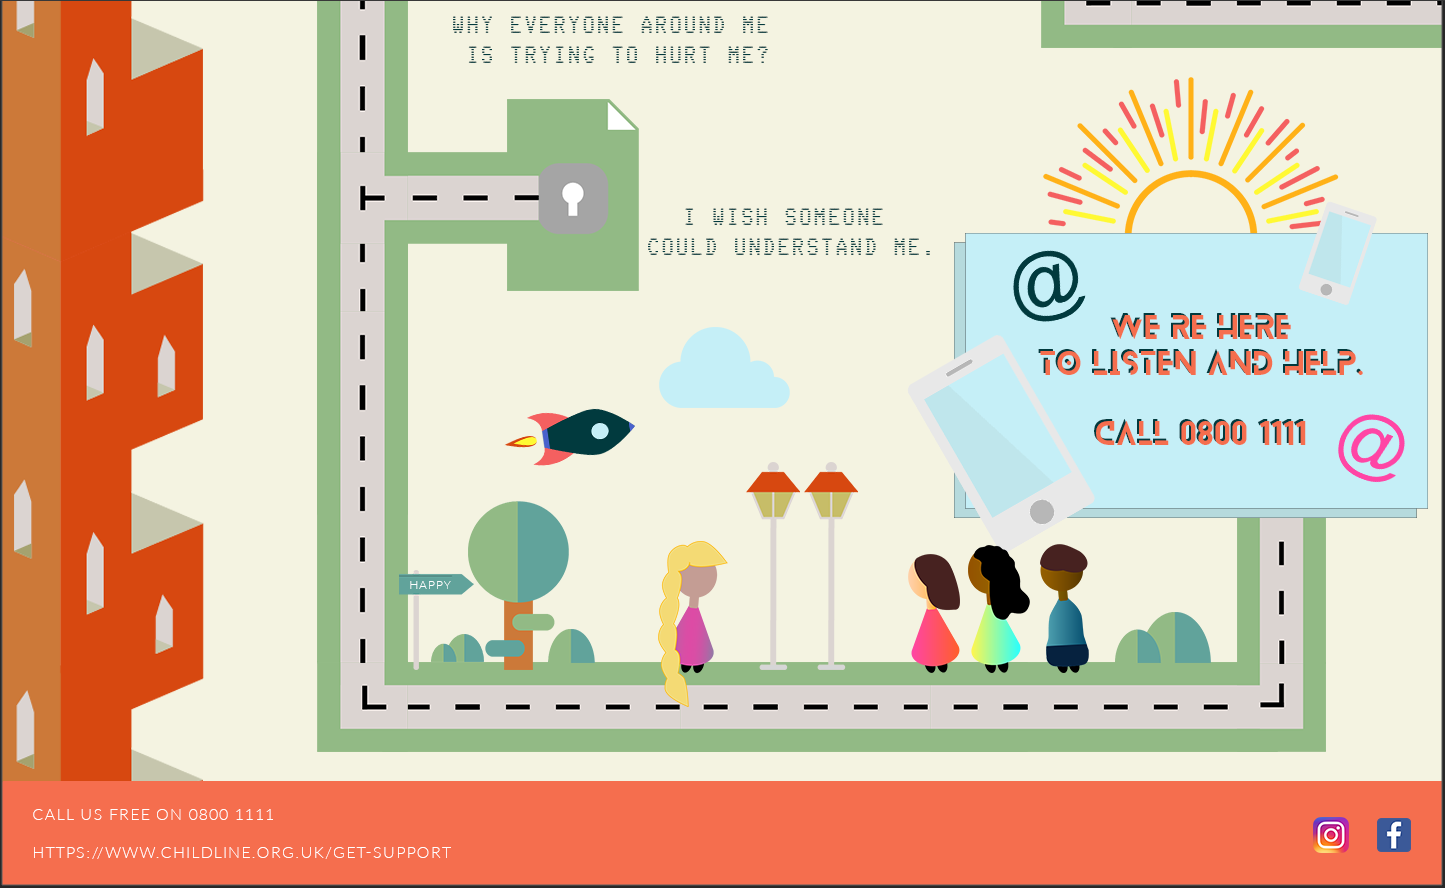 WHY EVERYONE AROUND ME
IS TRYING TO HURT ME?
I WISH SOMEONE
COULD UNDERSTAND ME.
@
WE RE HERE
TO LISTEN AND HELP.
CALL 0800 1111
@
HAPPY
CALL US FREE ON 0800 1111
HTTPS://WWW.CHILDLINE.ORG.UK/GET-SUPPORT